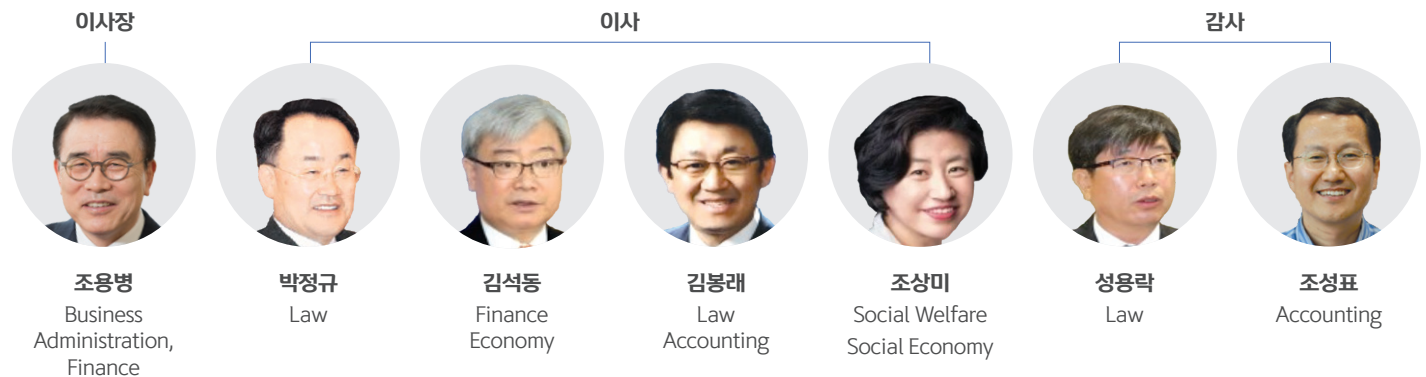 이사장
이사
감사
조용병
Business
Administration,
Finance
박정규
Law
김석동
Finance
Economy
김봉래
Law
Accounting
조상미
Social Welfare
Social Economy
성용락
Law
조성표
Accounting